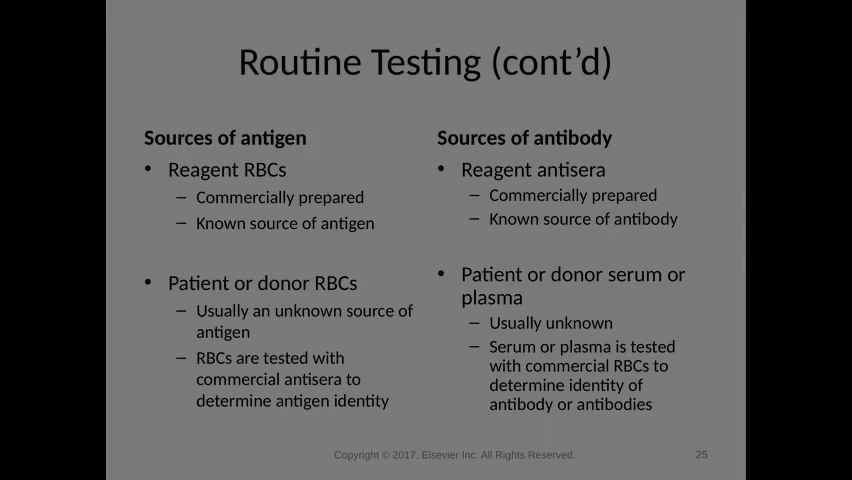 Routine Testing (cont’d)
Sources of antigen
• Reagent RBCs
– Commercially prepared
– Known source of antigen
• Patient or donor RBCs
– Usually an unknown source of
antigen
– RBCs are tested with
commercial antisera to
determine antigen identity
Sources of antibody
• Reagent antisera
– Commercially prepared
– Known source of antibody
• Patient or donor serum or
plasma
– Usually unknown
– Serum or plasma is tested
with commercial RBCs to
determine identity of
antibody or antibodies
Copyright © 2017, Elsevier Inc. All Rights Reserved.
25